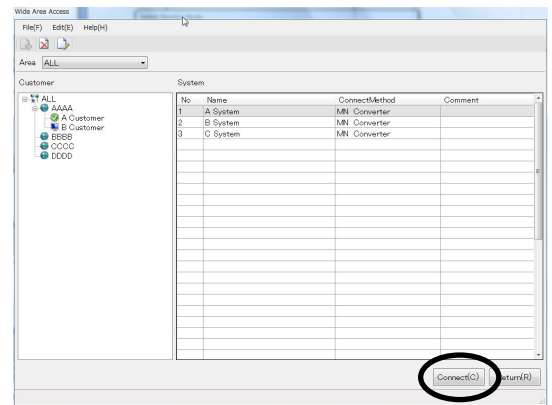 Wide Area Access
File(F) Edit(E) Help(H)
Area ALL
Customer System
ALL
AAAA
A Customer
B Customer
BBBB
CCCC
DDDD
No Name ConnectMethod Comment
1 A System MN Converter
2 B System MN Converter
3 C System MN Converter
Connect(C) eturn(R)